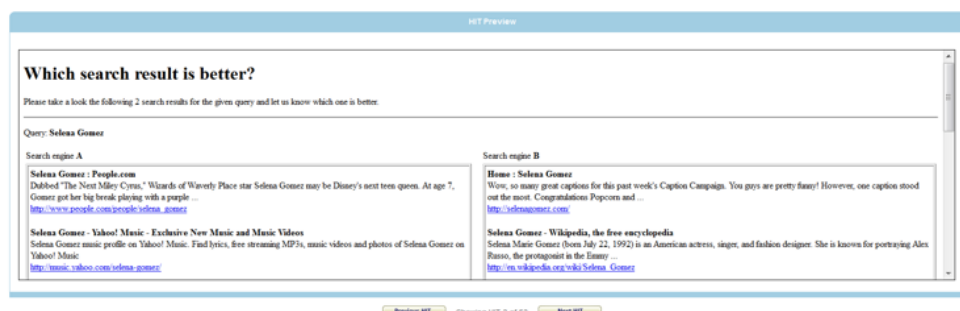 HIT Preview
Which search result is better?
Please take a look the following 2 search results for the given query and let us know which one is better.
Query: Selena Gomez
Search engine A
Selena Gomez : People.com
Dubbed "The Next Miley Cyrus," Wizards of Waverly Place star Selena Gomez may be Disney's next teen queen. At age 7,
Gomez got her big break playing with a purple ...
http://www.people.com/people/selena_gomez
Selena Gomez - Yahoo! Music - Exclusive New Music and Music Videos
Selena Gomez music profile on Yahoo! Music. Find lyrics, free streaming MP3s, music videos and photos of Selena Gomez on
Yahoo! Music
http://music.yahoo.com/selena-gomez/
Search engine B
Home : Selena Gomez
Wow, so many great captions for this past week's Caption Campaign. You guys are pretty funny! However, one caption stood
out the most. Congratulations Popcorn and ...
http://selenagomez.com/
Selena Gomez - Wikipedia, the free encyclopedia
Selena Marie Gomez (born July 22, 1992) is an American actress, singer, and fashion designer. She is known for portraying Alex
Russo, the protagonist in the Emmy ...
http://en.wikipedia.org/wiki/Selena_Gomez